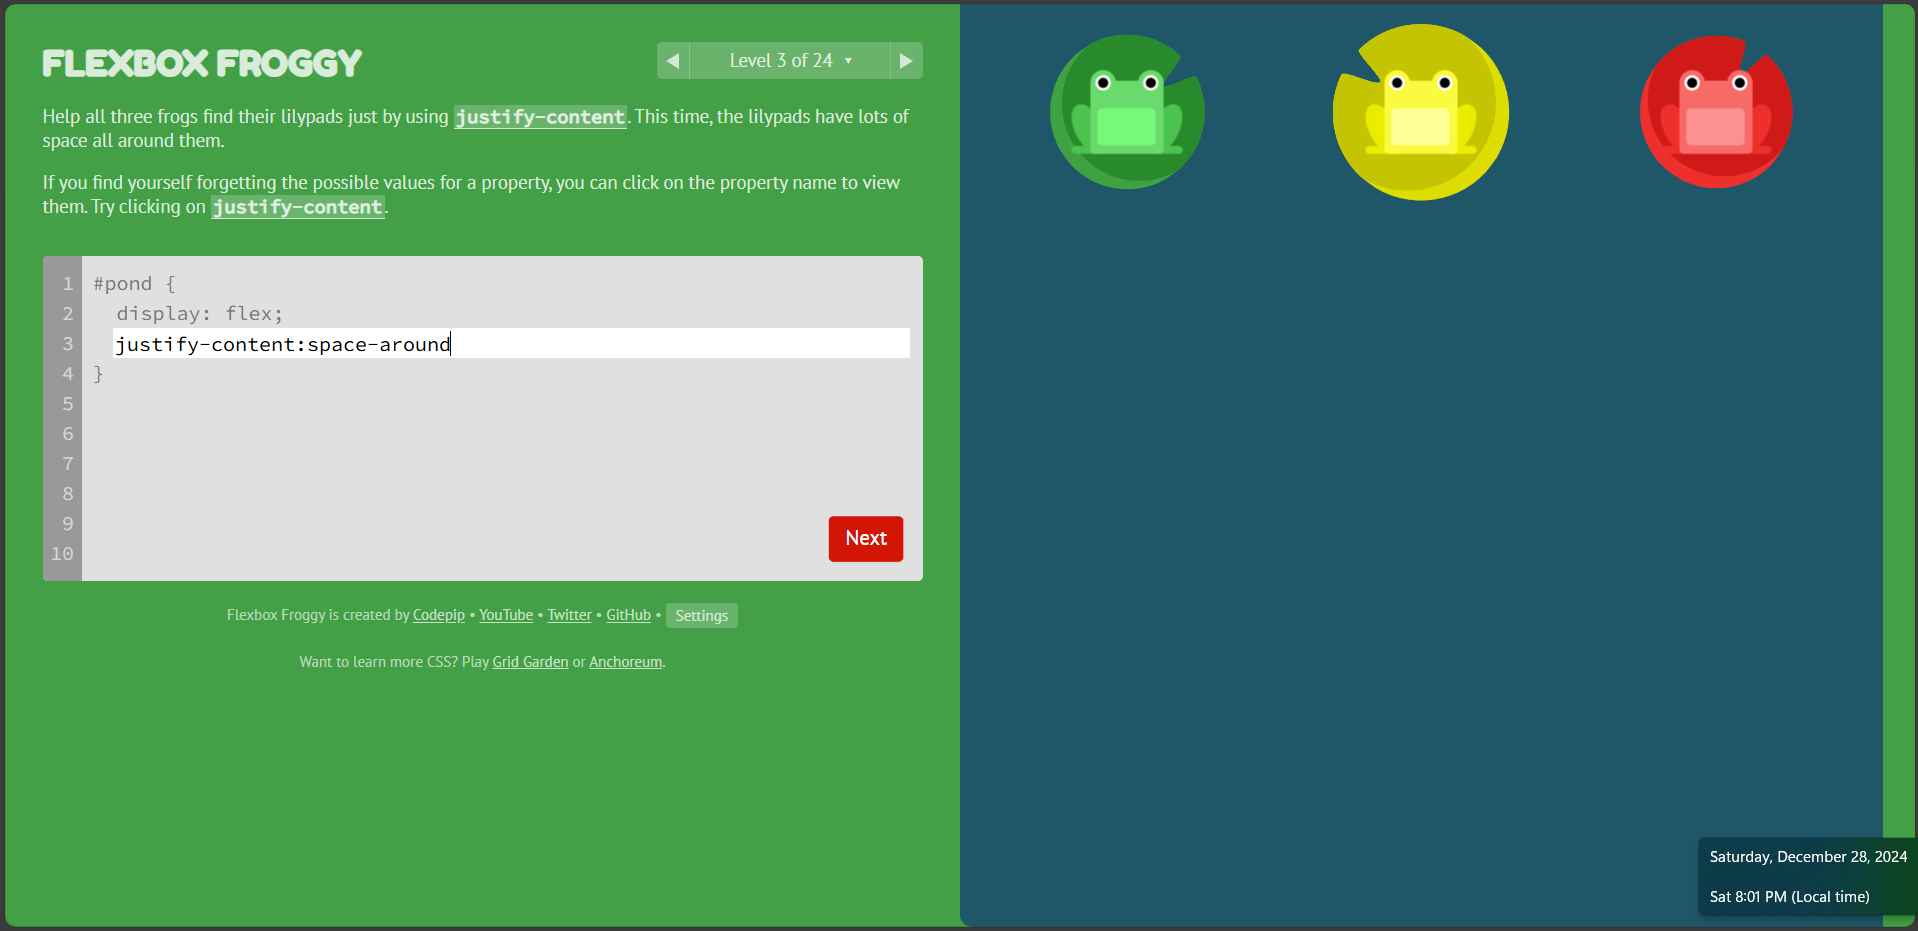 FLEXBOX FROGGY
◀ Level 3 of 24 ▼ ▶
Help all three frogs find their lilypads just by using justify-content. This time, the lilypads have lots of
space all around them.
If you find yourself forgetting the possible values for a property, you can click on the property name to view
them. Try clicking on justify-content.
1 #pond {
2 display: flex;
3 justify-content:space-around
4 }
5
6
7
8
9
10
Next
Flexbox Froggy is created by Codepip • YouTube • Twitter • GitHub • Settings
Want to learn more CSS? Play Grid Garden or Anchoreum.
Saturday, December 28, 2024
Sat 8:01 PM (Local time)